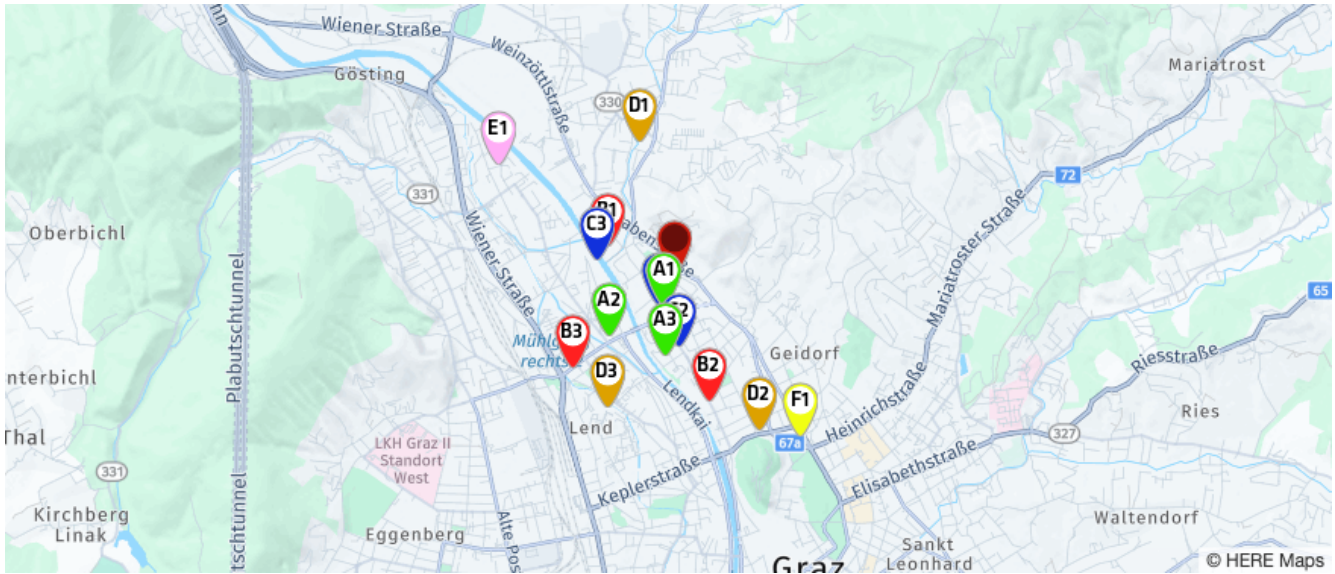 Wiener Straße
Weinzöttlstraße
Gösting
Mariatrost
330
D1
E1
72
331
B1
C3
Wiener Straße
Oberbichl
A1
Mariatroster Straße
65
Plabutschtunnel
A2
A3
B3
Geidorf
Riesstraße
B2
D3
D2
F1
Lendkai
Lend
67a
Heinrichstraße
Ries
327
Thal
LKH Graz II
Standort
West
331
Elisabethstraße
Keplerstraße
Kirchberg
Linak
Eggenberg
Waltendorf
Sankt
Leonhard
Graz
© HERE Maps